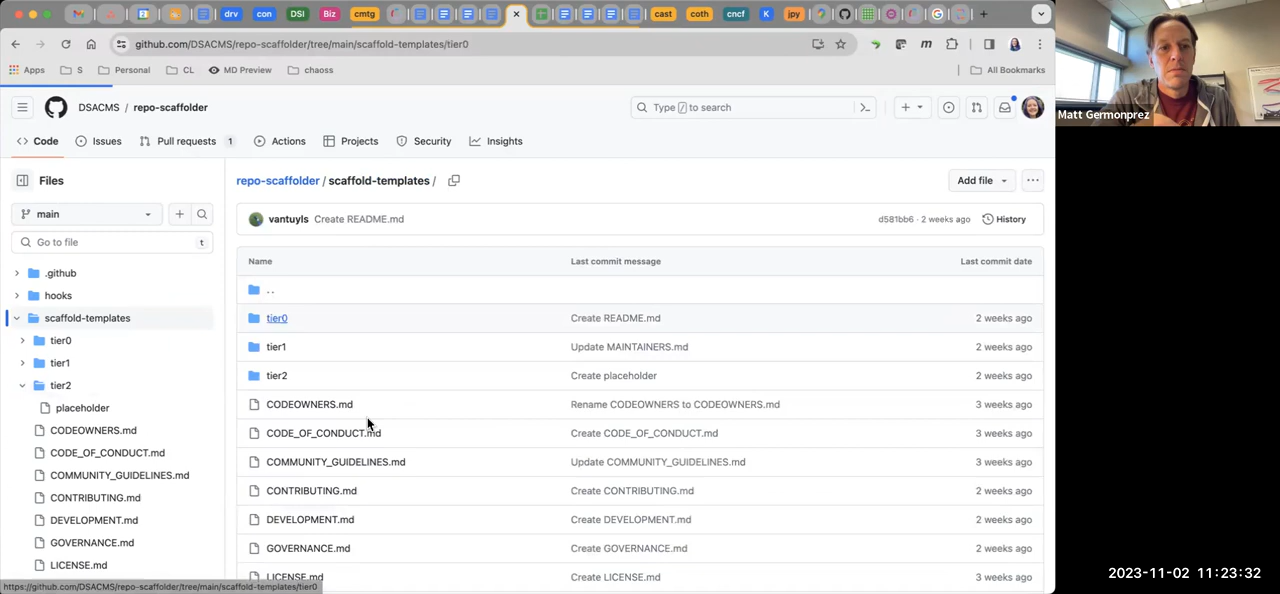 drv con DSI Biz cmtg cast coth cncf K jpy
github.com/DSACMS/repo-scaffolder/tree/main/scaffold-templates/tier0
Apps S Personal CL MD Preview chaoss All Bookmarks
DSACMS / repo-scaffolder Type / to search
Code Issues Pull requests 1 Actions Projects Security Insights
Files
main
Go to file t
.github
hooks
scaffold-templates
tier0
tier1
tier2
placeholder
CODEOWNERS.md
CODE_OF_CONDUCT.md
COMMUNITY_GUIDELINES.md
CONTRIBUTING.md
DEVELOPMENT.md
GOVERNANCE.md
LICENSE.md
https://github.com/DSACMS/repo-scaffolder/tree/main/scaffold-templates/tier0
repo-scaffolder / scaffold-templates / Add file
vantuyls Create README.md d581bb6 · 2 weeks ago History
Name Last commit message Last commit date
..
tier0 Create README.md 2 weeks ago
tier1 Update MAINTAINERS.md 2 weeks ago
tier2 Create placeholder 2 weeks ago
CODEOWNERS.md Rename CODEOWNERS to CODEOWNERS.md 3 weeks ago
CODE_OF_CONDUCT.md Create CODE_OF_CONDUCT.md 3 weeks ago
COMMUNITY_GUIDELINES.md Update COMMUNITY_GUIDELINES.md 3 weeks ago
CONTRIBUTING.md Create CONTRIBUTING.md 2 weeks ago
DEVELOPMENT.md Create DEVELOPMENT.md 2 weeks ago
GOVERNANCE.md Create GOVERNANCE.md 2 weeks ago
LICENSE.md Create LICENSE.md 3 weeks ago
Matt Germonprez
2023-11-02 11:23:32